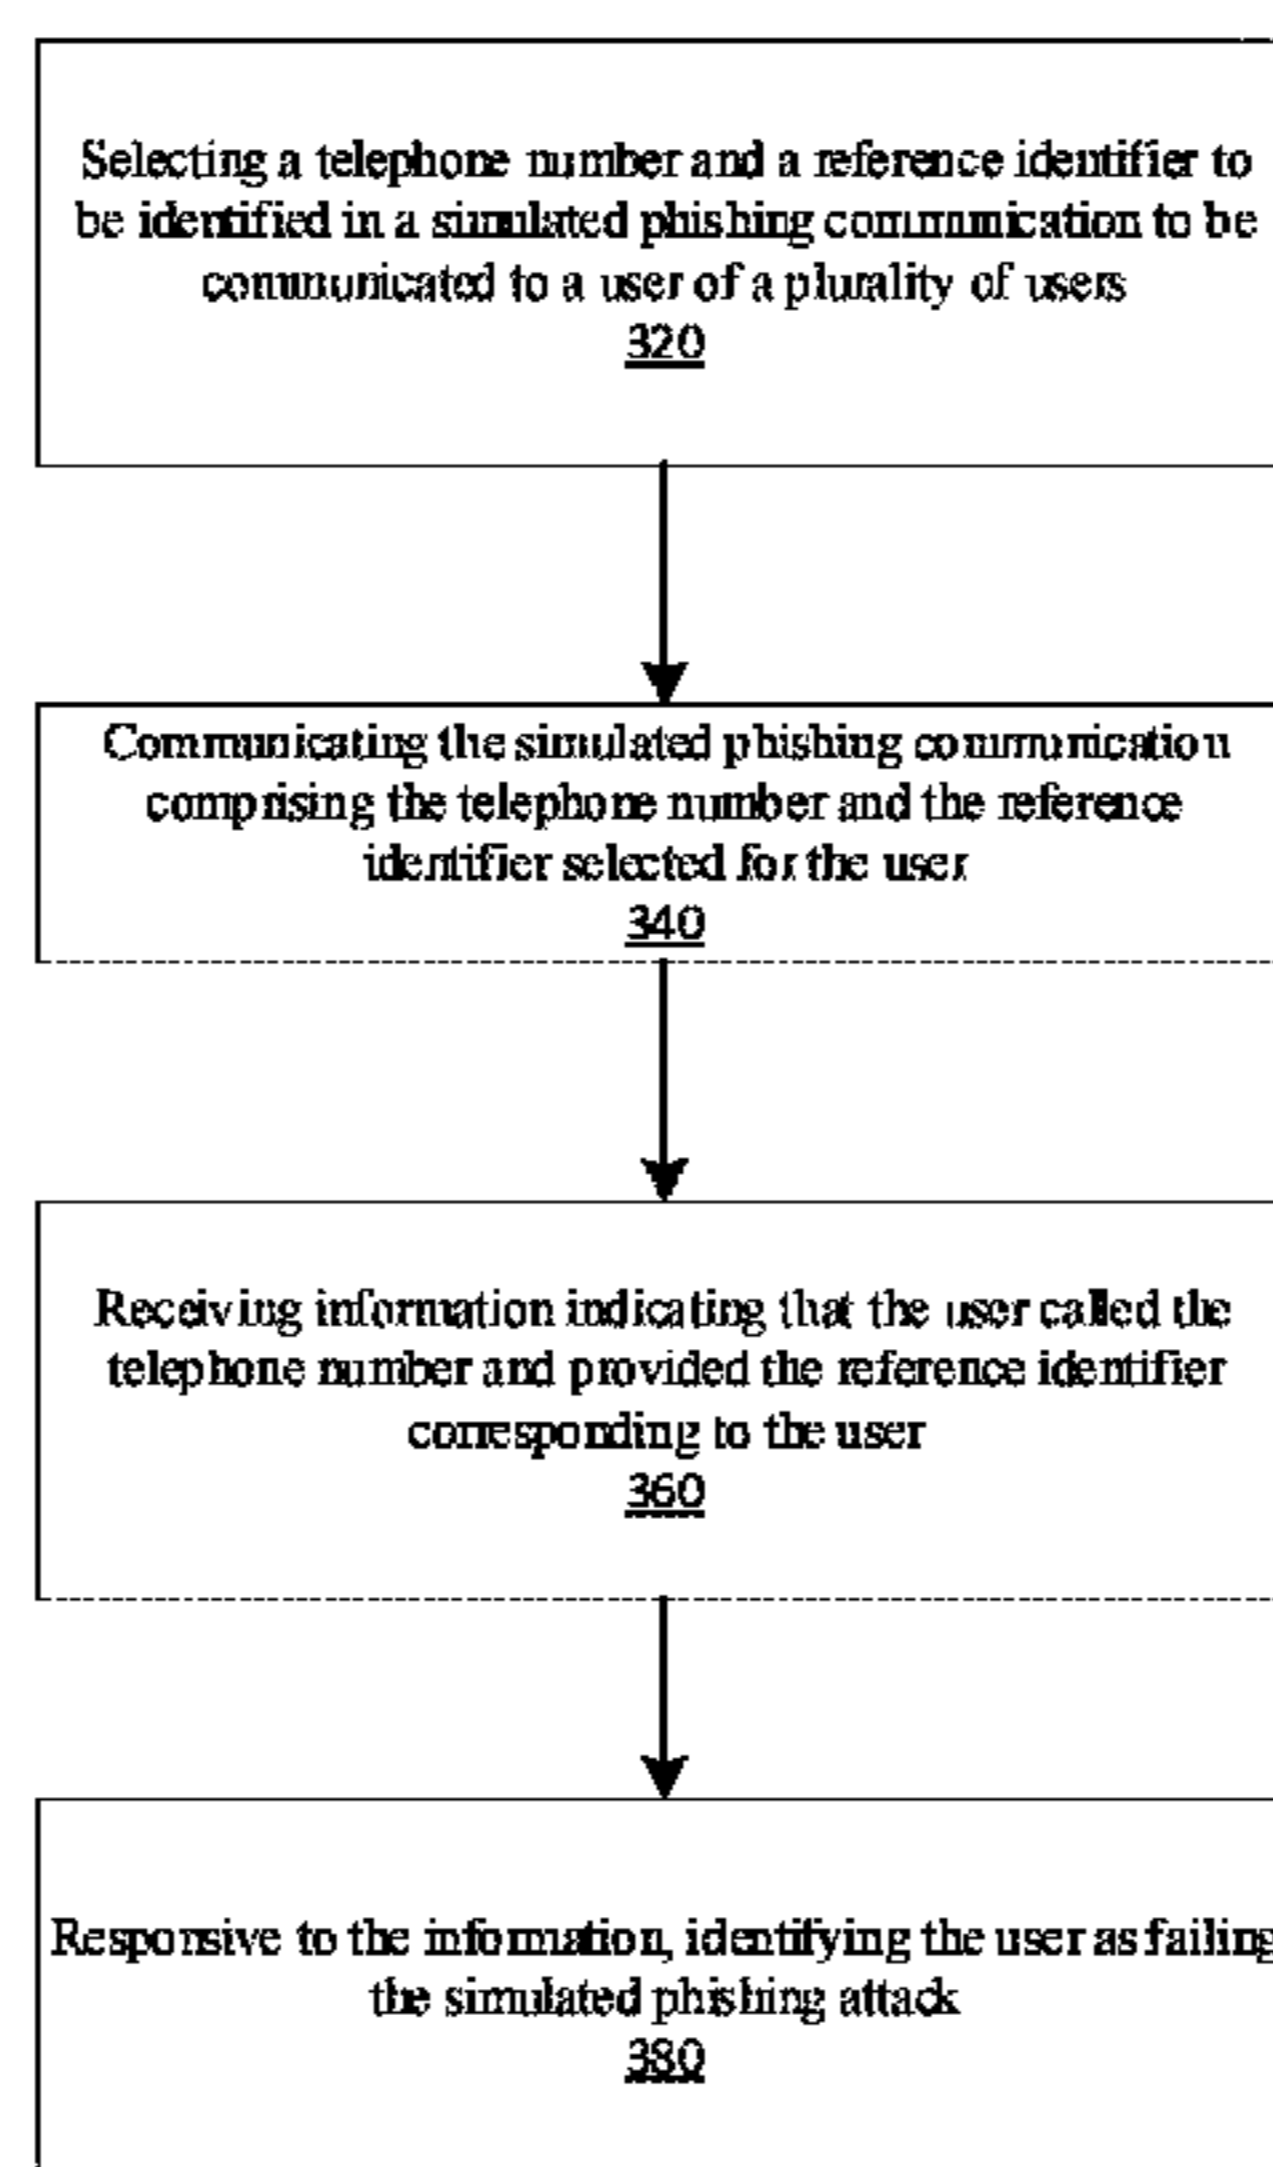 Selecting a telephone number and a reference identifier to
be identified in a simulated phishing communication to be
communicated to a user of a plurality of users
320
Communicating the simulated phishing communication
comprising the telephone number and the reference
identifier selected for the user
340
Receiving information indicating that the user called the
telephone number and provided the reference identifier
corresponding to the user
360
Responsive to the information, identifying the user as failing
the simulated phishing attack
380